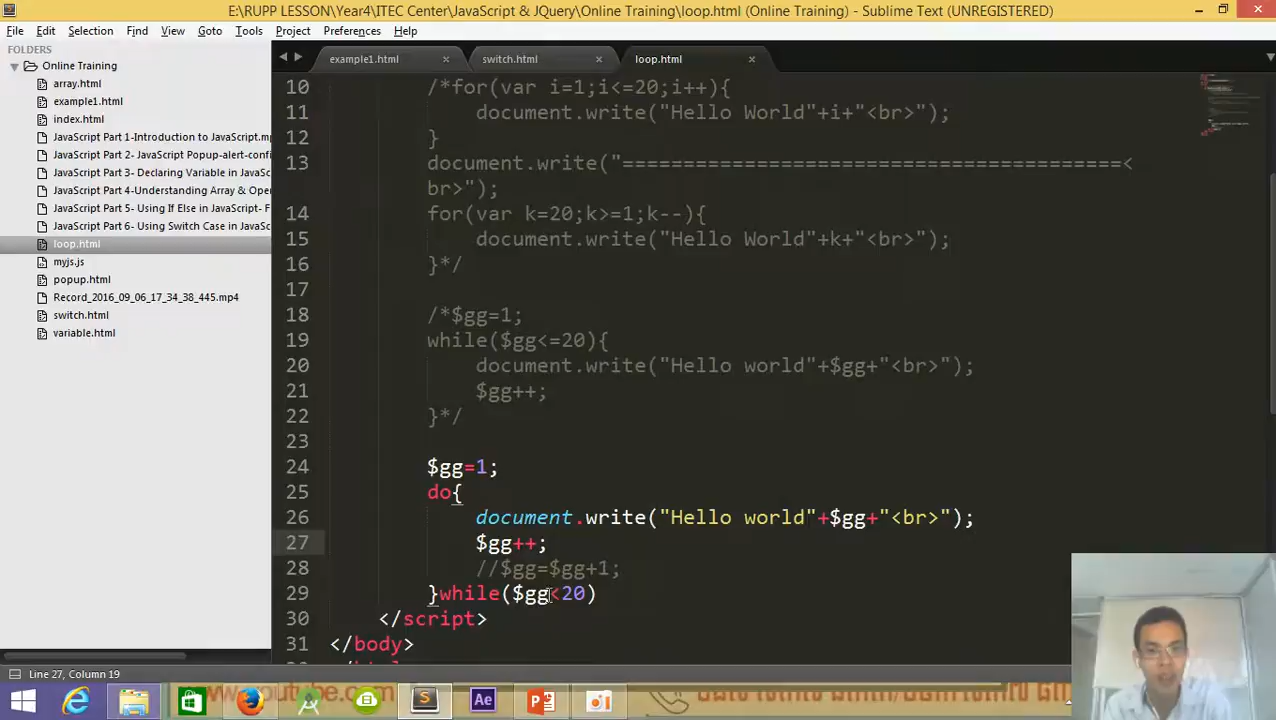 E:\RUPP LESSON\Year4\ITEC Center\JavaScript & JQuery\Online Training\loop.html (Online Training) - Sublime Text (UNREGISTERED)
File Edit Selection Find View Goto Tools Project Preferences Help
FOLDERS
Online Training
array.html
example1.html
index.html
JavaScript Part 1-Introduction to JavaScript.mp
JavaScript Part 2- JavaScript Popup-alert-confi
JavaScript Part 3- Declaring Variable in JavaSc
JavaScript Part 4-Understanding Array & Ope
JavaScript Part 5- Using If Else in JavaScript- F
JavaScript Part 6- Using Switch Case in JavaSc
loop.html
myjs.js
popup.html
Record_2016_09_06_17_34_38_445.mp4
switch.html
variable.html
example1.html × switch.html × loop.html ×
10 /*for(var i=1;i<=20;i++){
11 document.write("Hello World"+i+"<br>");
12 }
13 document.write("=========================================<
br>");
14 for(var k=20;k>=1;k--){
15 document.write("Hello World"+k+"<br>");
16 }*/
17
18 /*$gg=1;
19 while($gg<=20){
20 document.write("Hello world"+$gg+"<br>");
21 $gg++;
22 }*/
23
24 $gg=1;
25 do{
26 document.write("Hello world"+$gg+"<br>");
27 $gg++;
28 //$gg=$gg+1;
29 }while($gg<20)
30 </script>
31 </body>
Line 27, Column 19
www.youtube.com